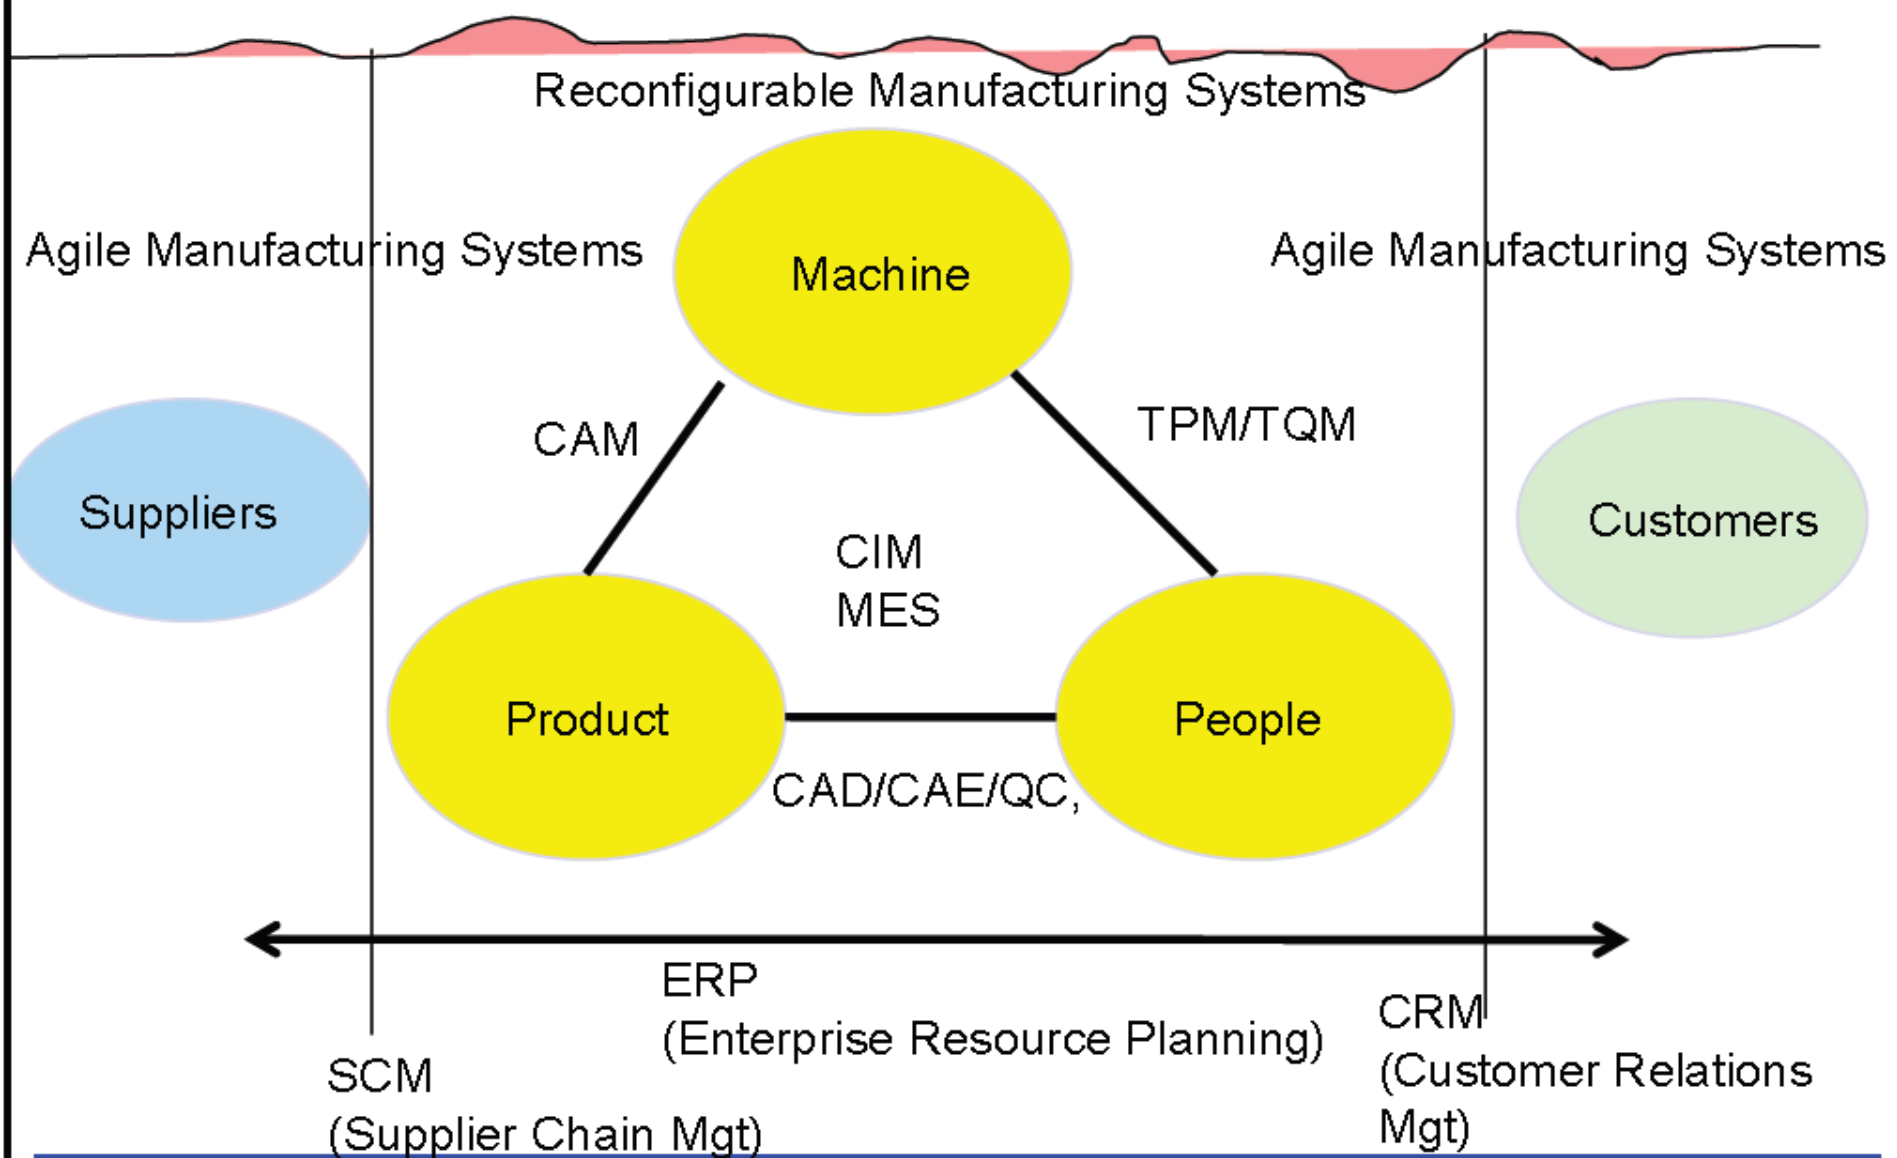 Reconfigurable Manufacturing Systems
Agile Manufacturing Systems
Machine
Agile Manufacturing Systems
CAM
TPM/TQM
Suppliers
CIM
MES
Customers
Product
People
CAD/CAE/QC,
ERP
(Enterprise Resource Planning)
CRM
(Customer Relations
Mgt)
SCM
(Supplier Chain Mgt)